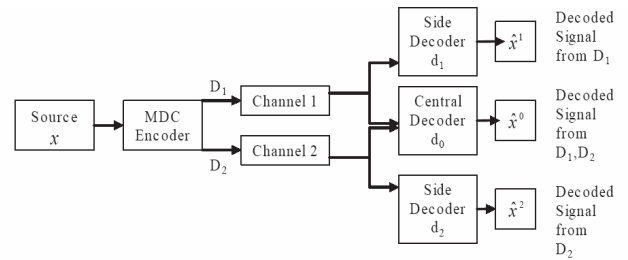 Source
x
MDC
Encoder
D₁
D₂
Channel 1
Channel 2
Side
Decoder
d₁
Central
Decoder
d₀
Side
Decoder
d₂
x̂¹
x̂⁰
x̂²
Decoded
Signal
from D₁
Decoded
Signal
from
D₁,D₂
Decoded
Signal
from
D₂